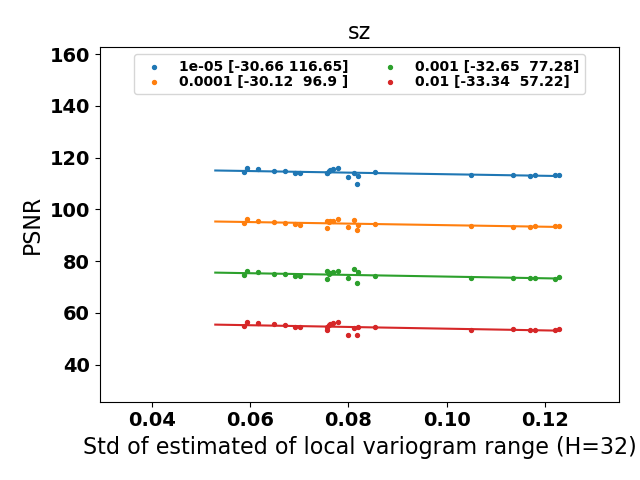 sz
1e-05 [-30.66 116.65]
0.0001 [-30.12  96.9 ]
0.001 [-32.65  77.28]
0.01 [-33.34  57.22]
PSNR
160
140
120
100
80
60
40
0.04 0.06 0.08 0.10 0.12
Std of estimated of local variogram range (H=32)